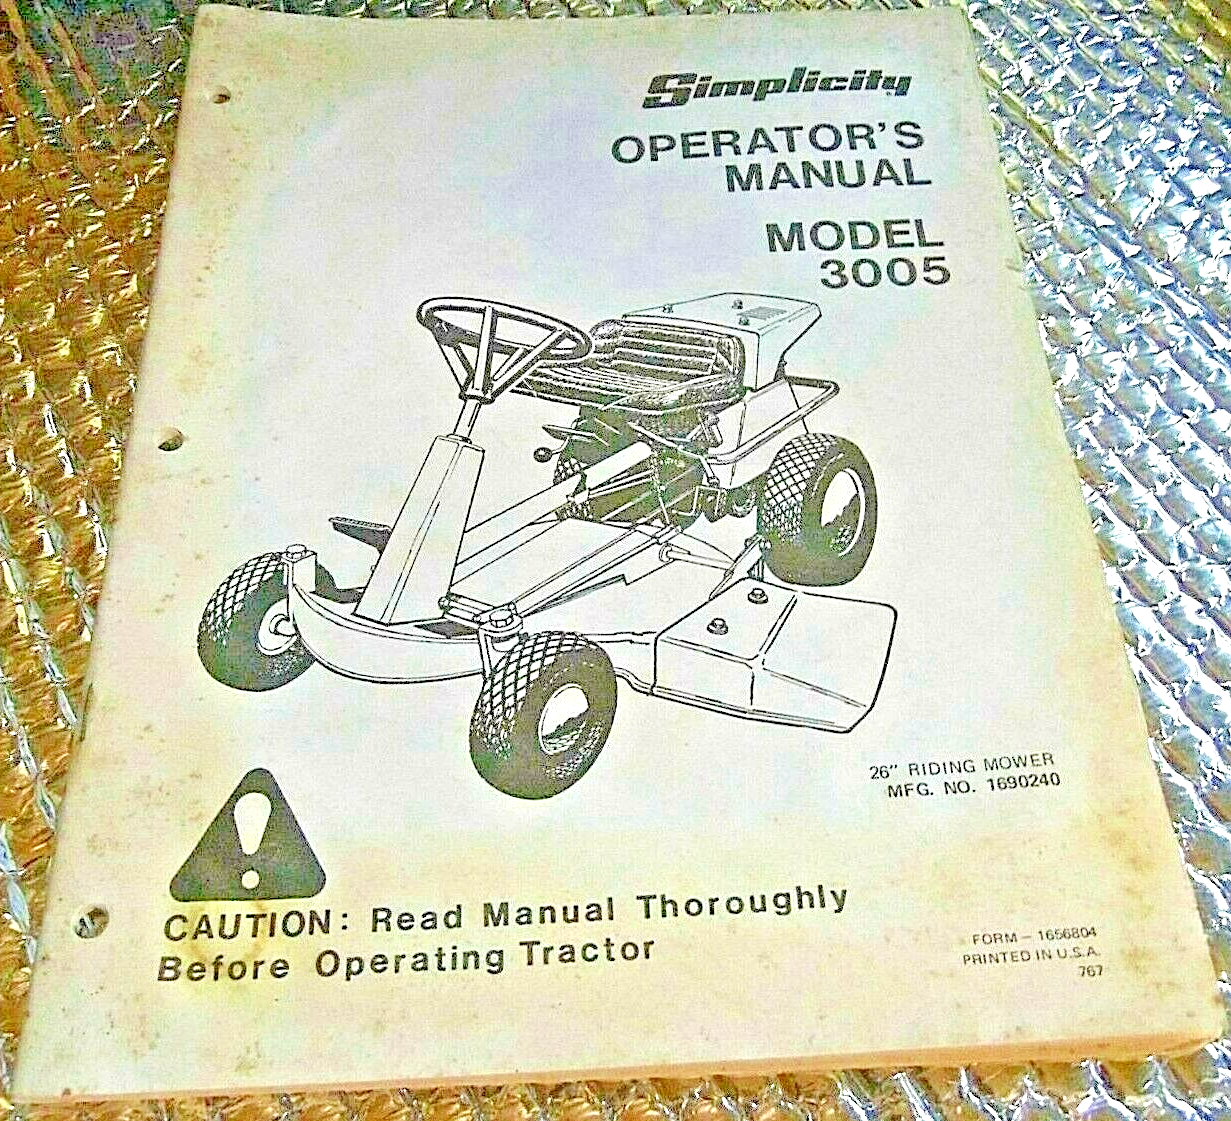 Simplicity
OPERATOR'S
MANUAL
MODEL
3005
26" RIDING MOWER
MFG. NO. 1690240
CAUTION: Read Manual Thoroughly
Before Operating Tractor
FORM - 1656804
PRINTED IN U.S.A.
767